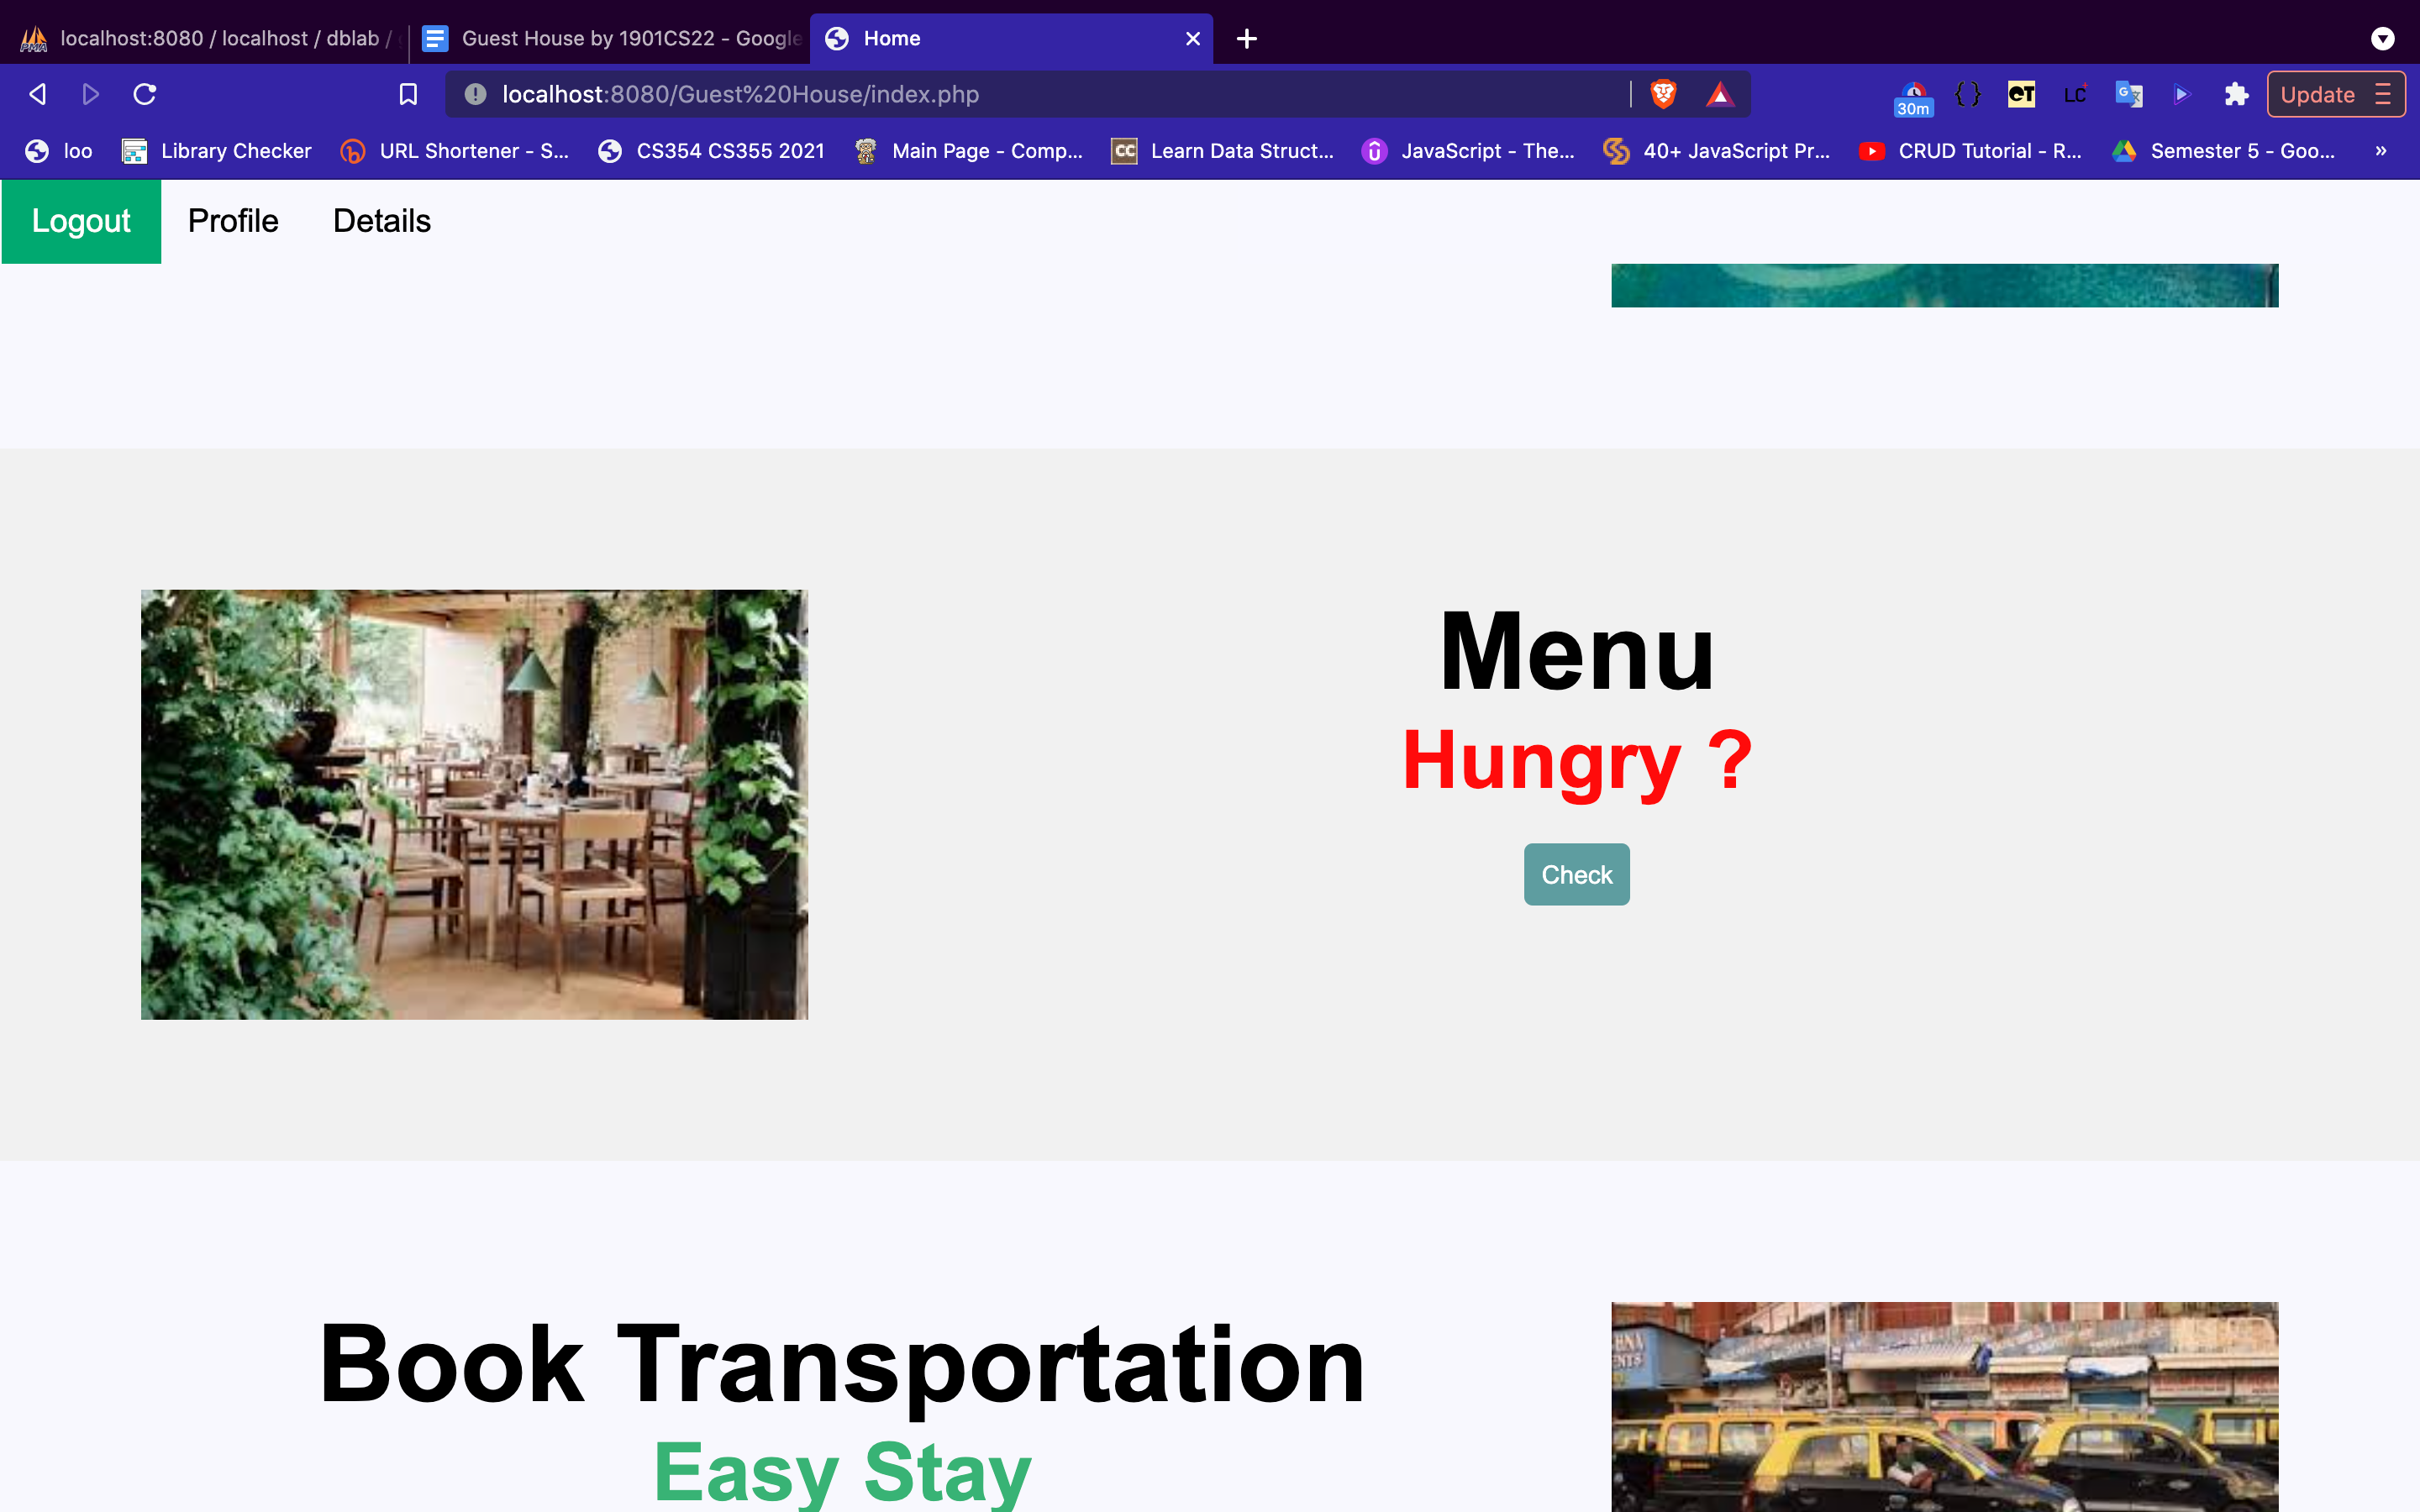 localhost:8080 / localhost / dblab /
Guest House by 1901CS22 - Google
Home
localhost:8080/Guest%20House/index.php
30m
{}
LC
Update
loo
Library Checker
URL Shortener - S...
CS354 CS355 2021
Main Page - Comp...
CC
Learn Data Struct...
JavaScript - The...
40+ JavaScript Pr...
CRUD Tutorial - R...
Semester 5 - Goo...
»
Logout
Profile
Details
Menu
Hungry ?
Check
Book Transportation
Easy Stay